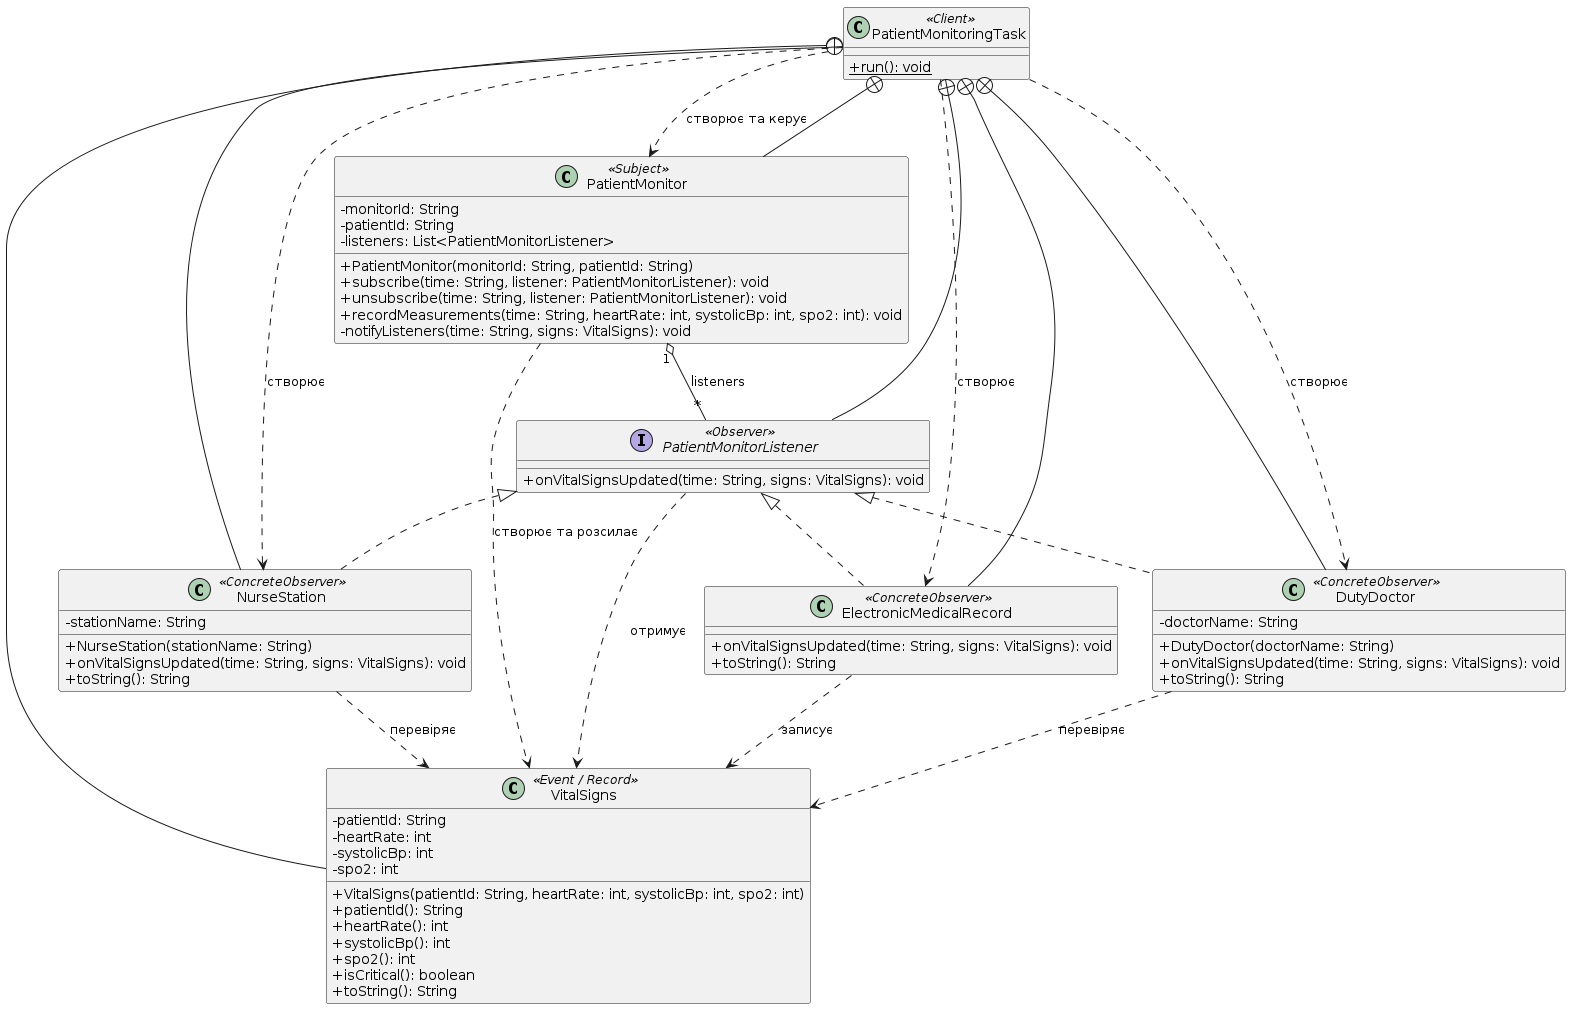 C
«Client»
PatientMonitoringTask
+run(): void
створює та керує
C
«Subject»
PatientMonitor
-monitorId: String
-patientId: String
-listeners: List<PatientMonitorListener>
+PatientMonitor(monitorId: String, patientId: String)
+subscribe(time: String, listener: PatientMonitorListener): void
+unsubscribe(time: String, listener: PatientMonitorListener): void
+recordMeasurements(time: String, heartRate: int, systolicBp: int, spo2: int): void
-notifyListeners(time: String, signs: VitalSigns): void
1
створює
listeners
створює
створює
*
I
«Observer»
PatientMonitorListener
+onVitalSignsUpdated(time: String, signs: VitalSigns): void
створює та розсилає
C
«ConcreteObserver»
NurseStation
-stationName: String
+NurseStation(stationName: String)
+onVitalSignsUpdated(time: String, signs: VitalSigns): void
+toString(): String
отримує
C
«ConcreteObserver»
ElectronicMedicalRecord
+onVitalSignsUpdated(time: String, signs: VitalSigns): void
+toString(): String
C
«ConcreteObserver»
DutyDoctor
-doctorName: String
+DutyDoctor(doctorName: String)
+onVitalSignsUpdated(time: String, signs: VitalSigns): void
+toString(): String
перевіряє
записує
перевіряє
C
«Event / Record»
VitalSigns
-patientId: String
-heartRate: int
-systolicBp: int
-spo2: int
+VitalSigns(patientId: String, heartRate: int, systolicBp: int, spo2: int)
+patientId(): String
+heartRate(): int
+systolicBp(): int
+spo2(): int
+isCritical(): boolean
+toString(): String